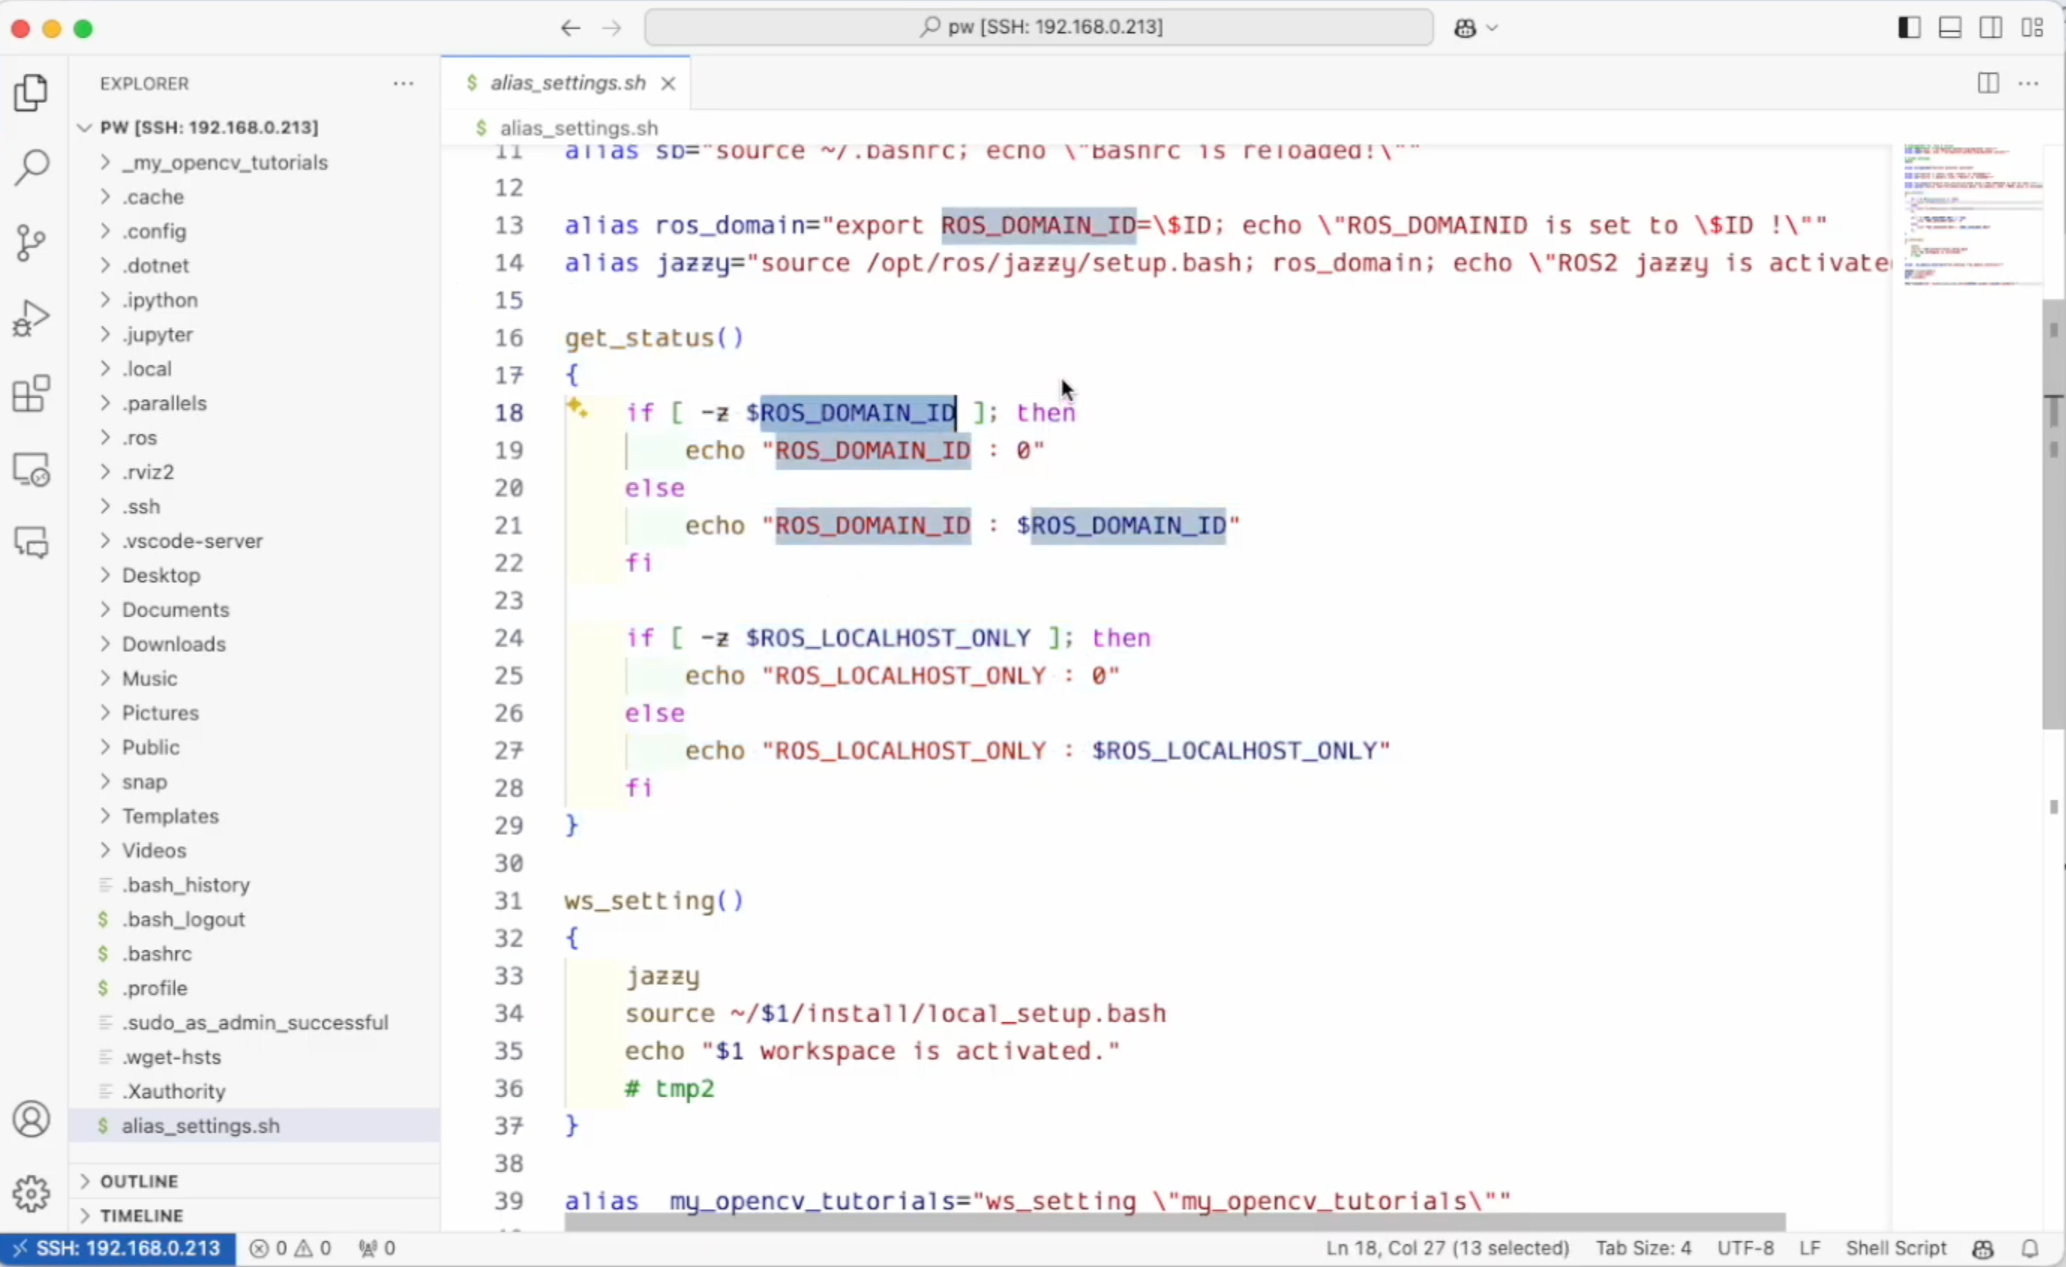 pw [SSH: 192.168.0.213]
EXPLORER
PW [SSH: 192.168.0.213]
_my_opencv_tutorials
.cache
.config
.dotnet
.ipython
.jupyter
.local
.parallels
.ros
.rviz2
.ssh
.vscode-server
Desktop
Documents
Downloads
Music
Pictures
Public
snap
Templates
Videos
.bash_history
$ .bash_logout
$ .bashrc
$ .profile
.sudo_as_admin_successful
.wget-hsts
.Xauthority
$ alias_settings.sh
OUTLINE
TIMELINE
$ alias_settings.sh
$ alias_settings.sh
11 alias sb="source ~/.bashrc; echo \"Bashrc is reloaded!\""
12
13 alias ros_domain="export ROS_DOMAIN_ID=\$ID; echo \"ROS_DOMAINID is set to \$ID !\""
14 alias jazzy="source /opt/ros/jazzy/setup.bash; ros_domain; echo \"ROS2 jazzy is activate
15
16 get_status()
17 {
18 if [ -z $ROS_DOMAIN_ID ]; then
19 echo "ROS_DOMAIN_ID : 0"
20 else
21 echo "ROS_DOMAIN_ID : $ROS_DOMAIN_ID"
22 fi
23
24 if [ -z $ROS_LOCALHOST_ONLY ]; then
25 echo "ROS_LOCALHOST_ONLY : 0"
26 else
27 echo "ROS_LOCALHOST_ONLY : $ROS_LOCALHOST_ONLY"
28 fi
29 }
30
31 ws_setting()
32 {
33 jazzy
34 source ~/$1/install/local_setup.bash
35 echo "$1 workspace is activated."
36 # tmp2
37 }
38
39 alias  my_opencv_tutorials="ws_setting \"my_opencv_tutorials\""
SSH: 192.168.0.213 0 0 0 Ln 18, Col 27 (13 selected) Tab Size: 4 UTF-8 LF Shell Script